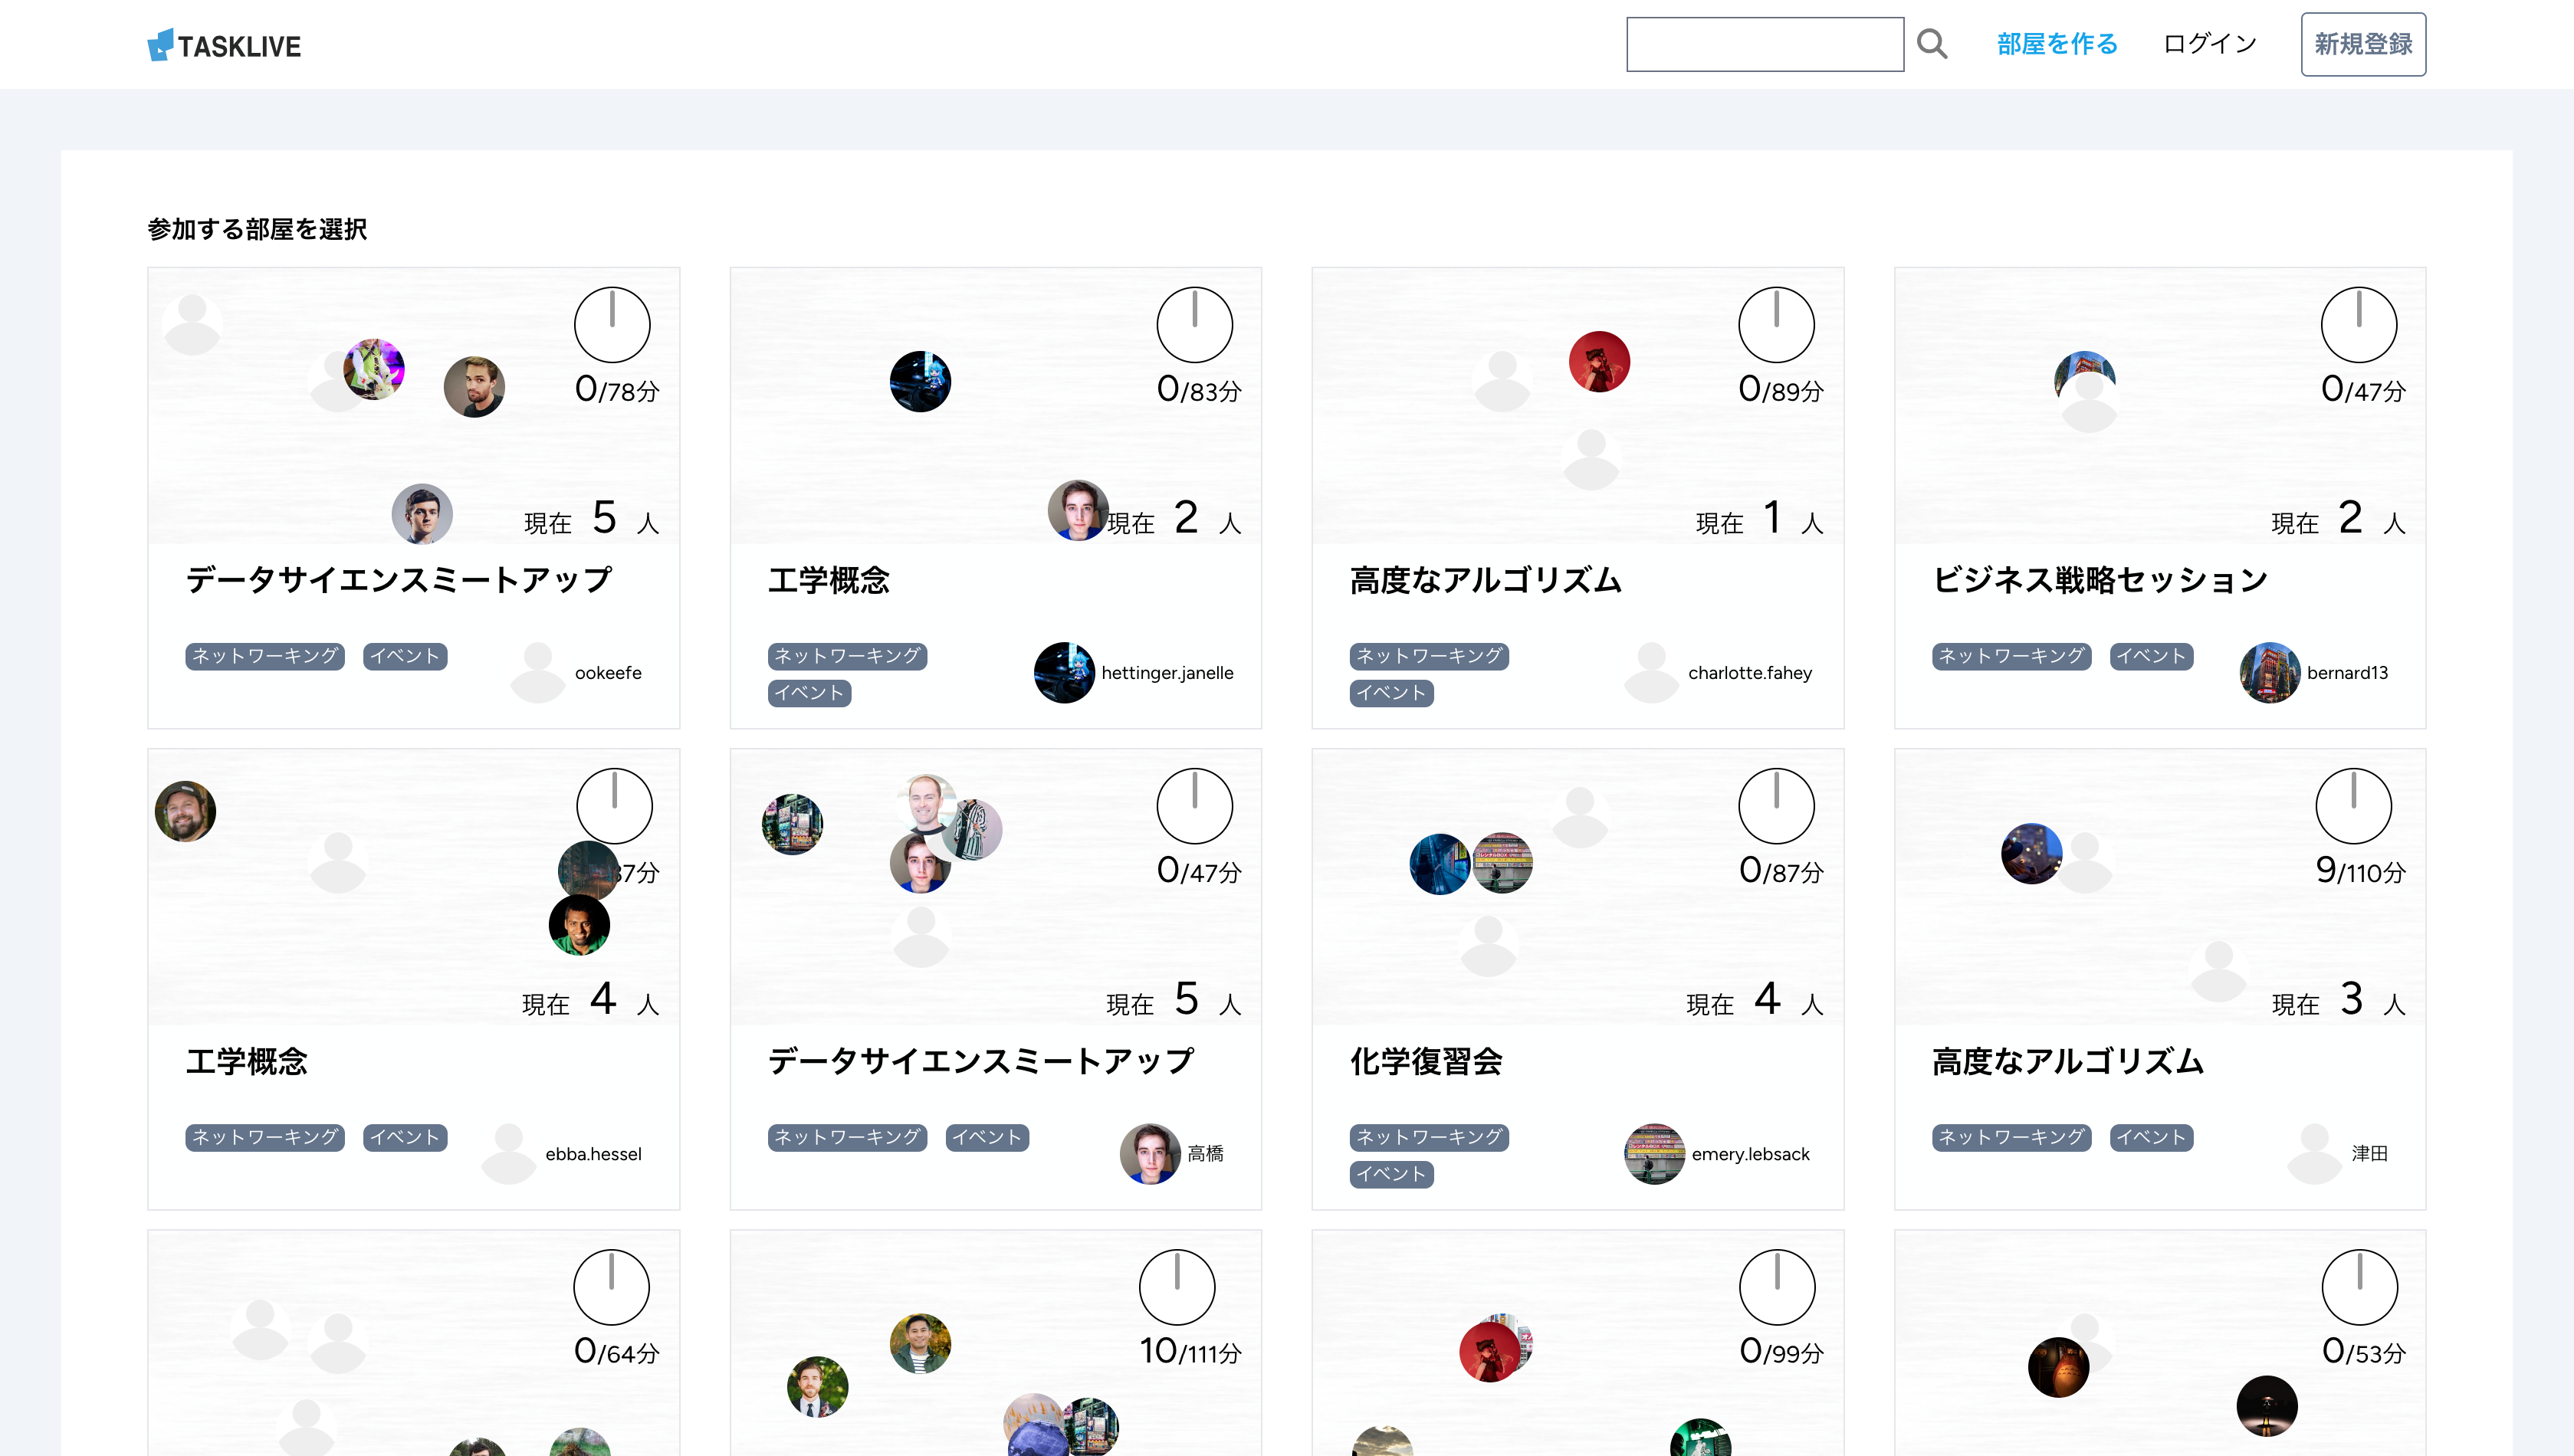 TASKLIVE
部屋を作る
ログイン
新規登録
参加する部屋を選択
0/78分
現在 5 人
データサイエンスミートアップ
ネットワーキング イベント
ookeefe
0/83分
現在 2 人
工学概念
ネットワーキング
イベント
hettinger.janelle
0/89分
現在 1 人
高度なアルゴリズム
ネットワーキング
イベント
charlotte.fahey
0/47分
現在 2 人
ビジネス戦略セッション
ネットワーキング イベント
bernard13
7分
現在 4 人
工学概念
ネットワーキング イベント
ebba.hessel
0/47分
現在 5 人
データサイエンスミートアップ
ネットワーキング イベント
高橋
0/87分
現在 4 人
化学復習会
ネットワーキング
イベント
emery.lebsack
9/110分
現在 3 人
高度なアルゴリズム
ネットワーキング イベント
津田
0/64分
10/111分
0/99分
0/53分